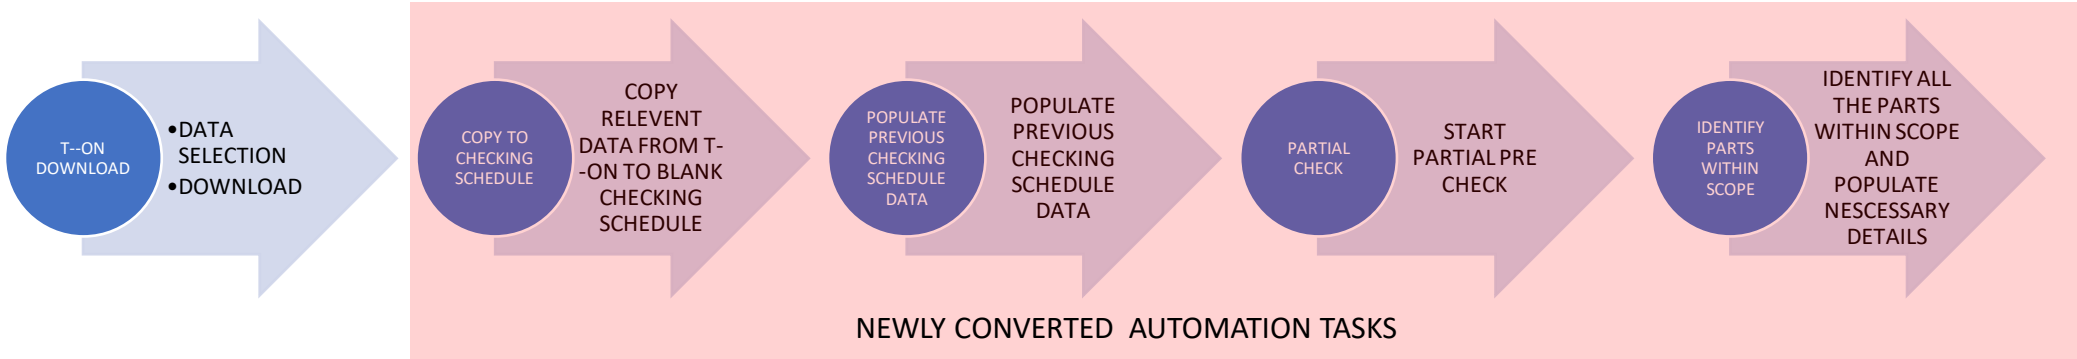 T--ON
DOWNLOAD
•DATA
SELECTION
•DOWNLOAD
COPY TO
CHECKING
SCHEDULE
COPY
RELEVENT
DATA FROM T-
-ON TO BLANK
CHECKING
SCHEDULE
POPULATE
PREVIOUS
CHECKING
SCHEDULE
DATA
POPULATE
PREVIOUS
CHECKING
SCHEDULE
DATA
PARTIAL
CHECK
START
PARTIAL PRE
CHECK
IDENTIFY
PARTS
WITHIN
SCOPE
IDENTIFY ALL
THE PARTS
WITHIN SCOPE
AND
POPULATE
NESCESSARY
DETAILS
NEWLY CONVERTED AUTOMATION TASKS